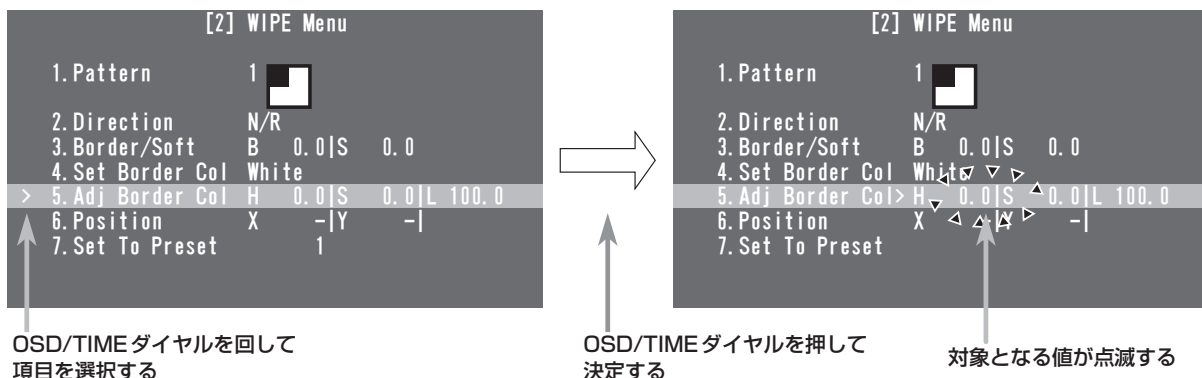 [2] WIPE Menu
1.Pattern 1
2.Direction N/R
3.Border/Soft B 0.0|S 0.0
4.Set Border Col White
> 5.Adj Border Col H 0.0|S 0.0|L 100.0
6.Position X -|Y -|
7.Set To Preset 1
OSD/TIMEダイヤルを回して
項目を選択する
OSD/TIMEダイヤルを押して
決定する
[2] WIPE Menu
1.Pattern 1
2.Direction N/R
3.Border/Soft B 0.0|S 0.0
4.Set Border Col White
5.Adj Border Col> H 0.0|S 0.0|L 100.0
6.Position X -|Y -|
7.Set To Preset
対象となる値が点滅する